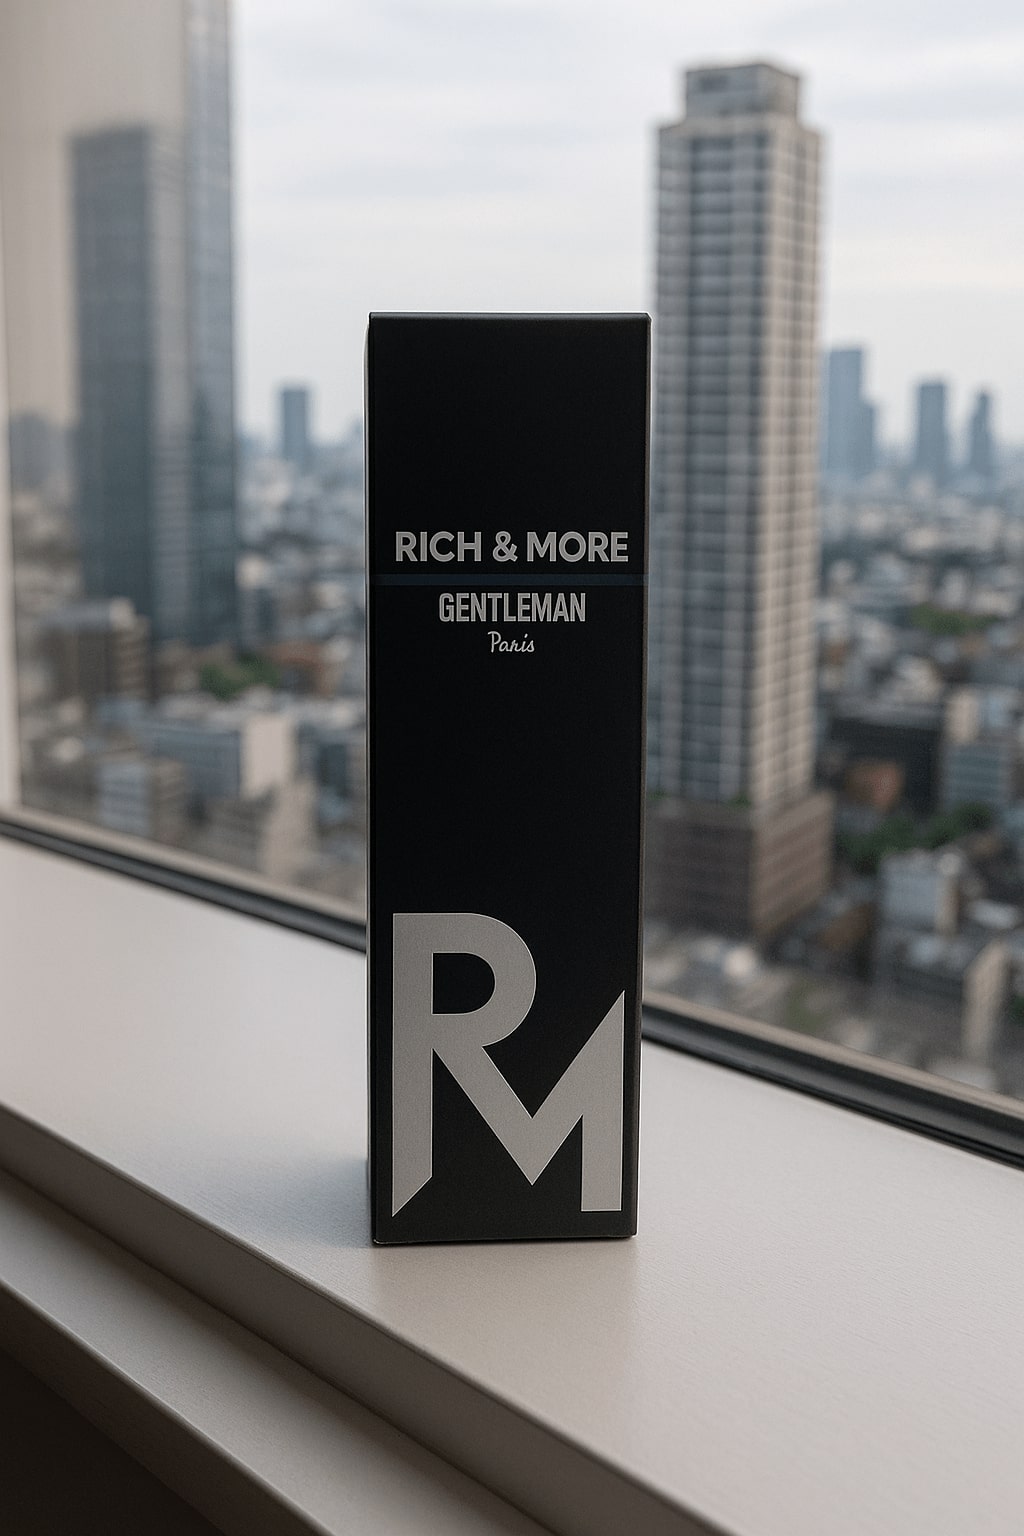 RICH & MORE
GENTLEMAN
Paris
RM